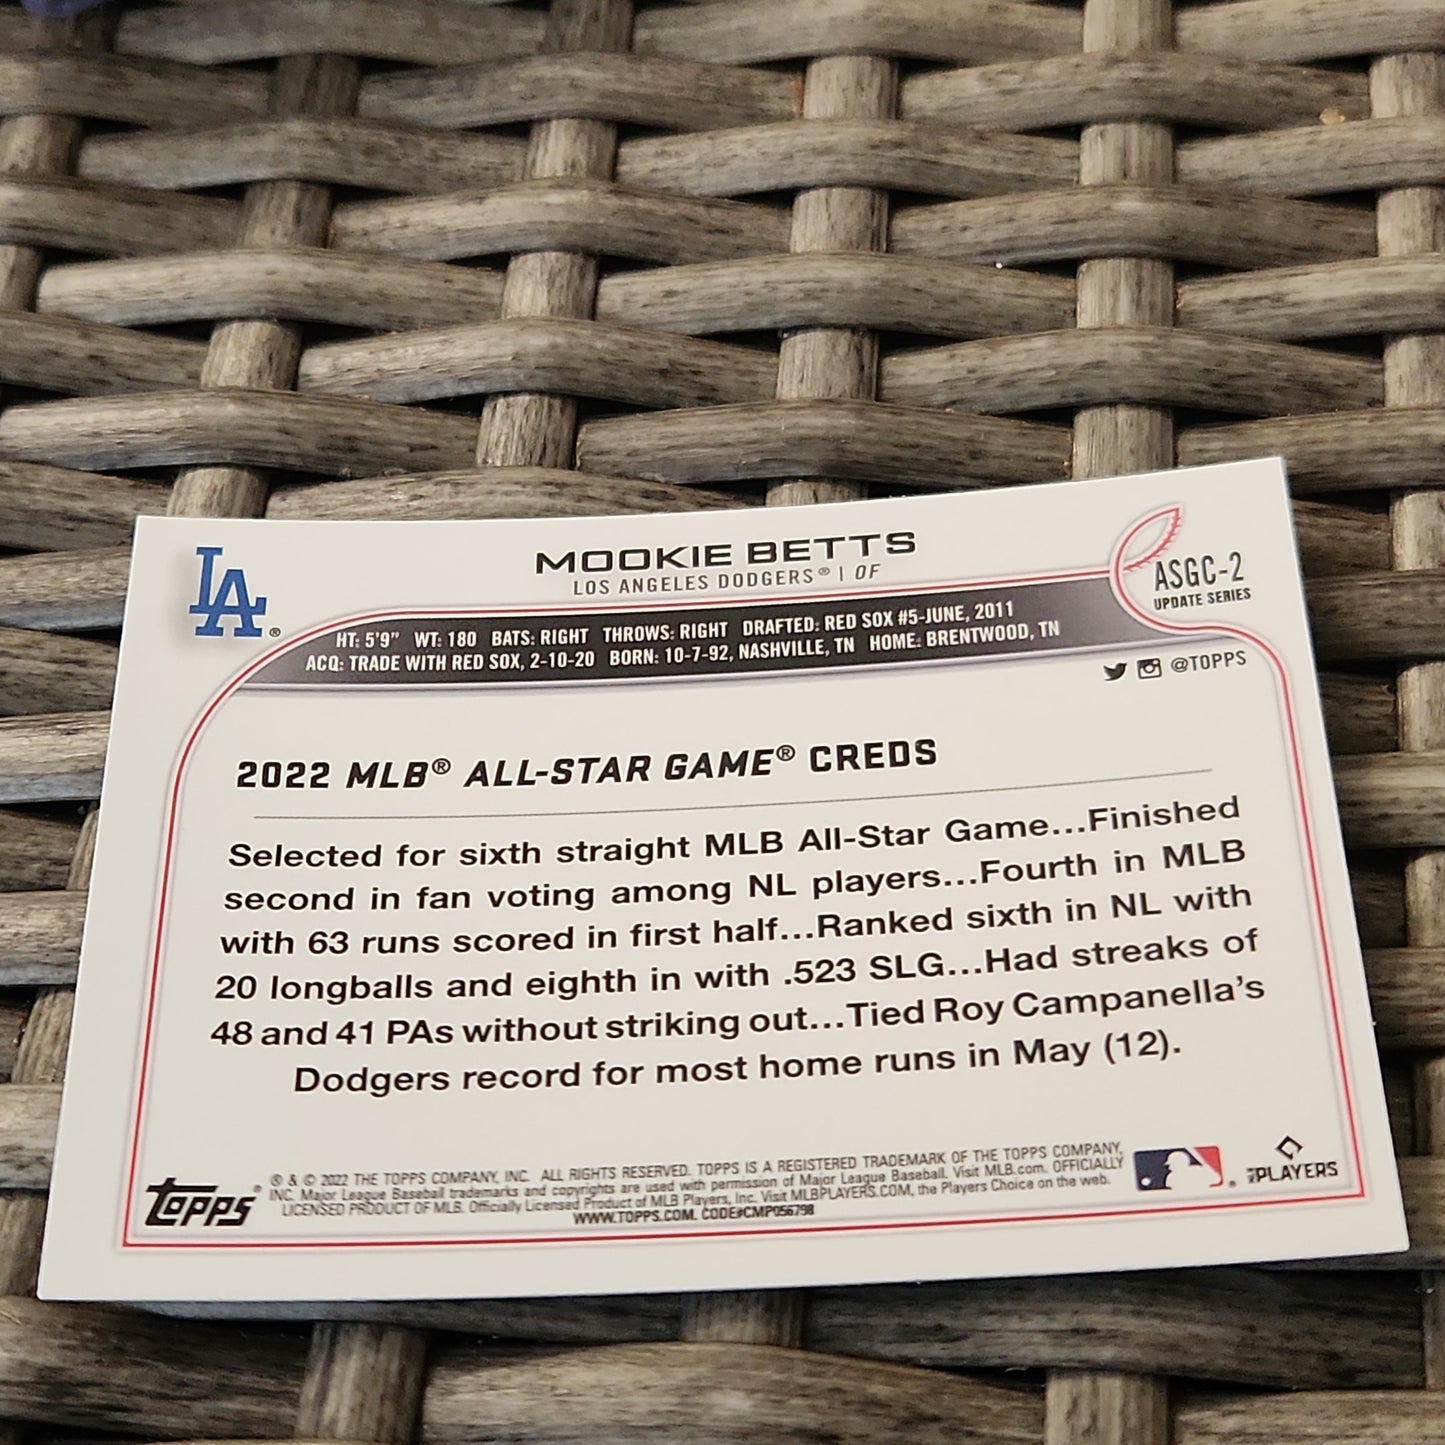 LA®
MOOKIE BETTS
LOS ANGELES DODGERS® | OF
ASGC-2
UPDATE SERIES
HT: 5'9" WT: 180 BATS: RIGHT THROWS: RIGHT DRAFTED: RED SOX #5-JUNE, 2011
ACQ: TRADE WITH RED SOX, 2-10-20 BORN: 10-7-92, NASHVILLE, TN HOME: BRENTWOOD, TN
@TOPPS
2022 MLB® ALL-STAR GAME® CREDS
Selected for sixth straight MLB All-Star Game...Finished
second in fan voting among NL players...Fourth in MLB
with 63 runs scored in first half...Ranked sixth in NL with
20 longballs and eighth in with .523 SLG...Had streaks of
48 and 41 PAs without striking out...Tied Roy Campanella's
Dodgers record for most home runs in May (12).
TOPPS®
® & © 2022 THE TOPPS COMPANY, INC. ALL RIGHTS RESERVED. TOPPS IS A REGISTERED TRADEMARK OF THE TOPPS COMPANY,
INC. Major League Baseball trademarks and copyrights are used with permission of Major League Baseball. Visit MLB.com. OFFICIALLY
LICENSED PRODUCT OF MLB. Officially Licensed Product of MLB Players, Inc. Visit MLBPLAYERS.COM, the Players Choice on the web.
WWW.TOPPS.COM. CODE#CMP056798
MLBPLAYERS